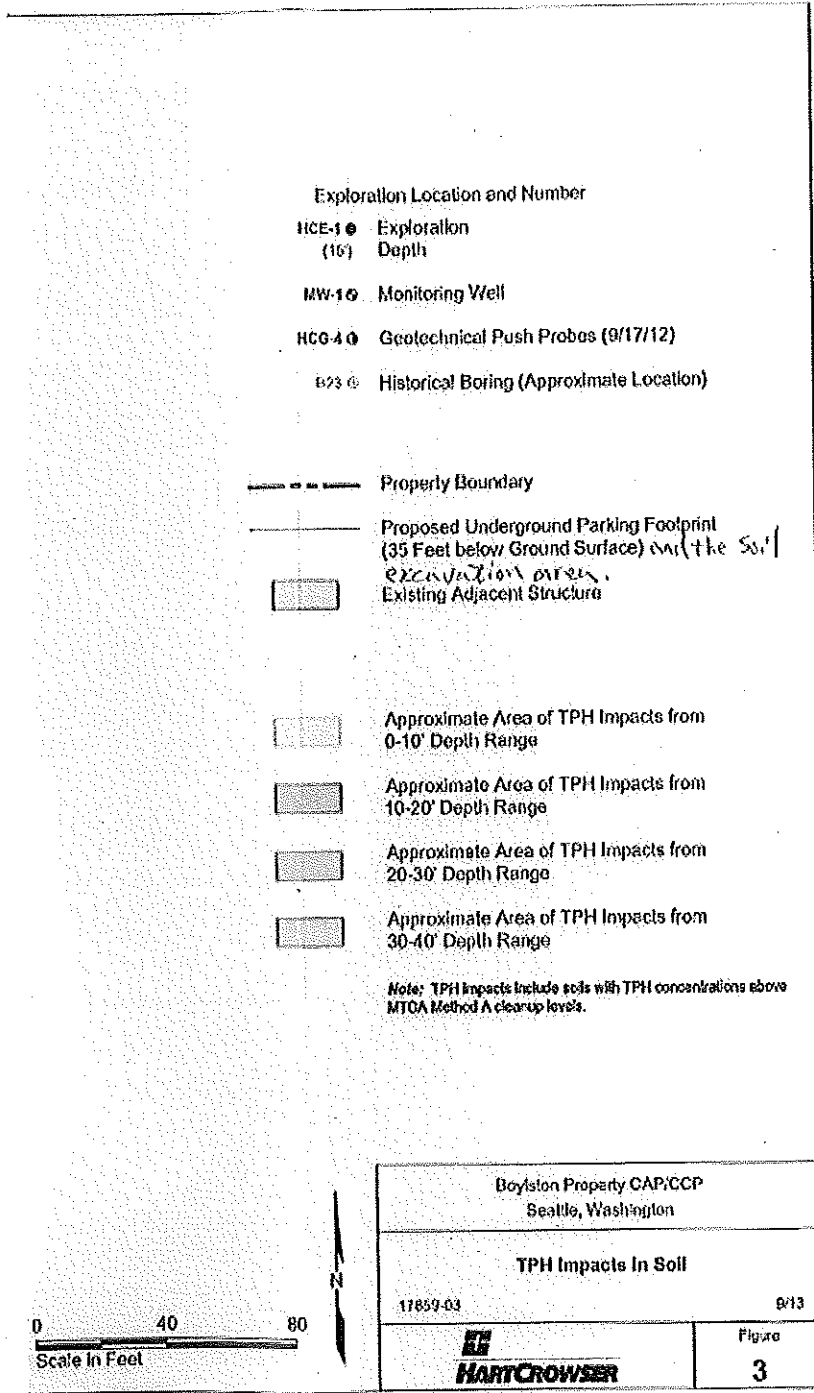 Exploration Location and Number
HCE-1 Exploration
(15') Depth
MW-1 Monitoring Well
HCG-4 Geotechnical Push Probes (9/17/12)
B23 Historical Boring (Approximate Location)
Property Boundary
Proposed Underground Parking Footprint
(35 Feet below Ground Surface) and the Soil
excavation area.
Existing Adjacent Structure
Approximate Area of TPH Impacts from
0-10' Depth Range
Approximate Area of TPH Impacts from
10-20' Depth Range
Approximate Area of TPH Impacts from
20-30' Depth Range
Approximate Area of TPH Impacts from
30-40' Depth Range
Note: TPH Impacts include soils with TPH concentrations above
MTCA Method A cleanup levels.
N
0 40 80
Scale in Feet
Boylston Property CAP/CCP
Seattle, Washington
TPH Impacts In Soil
17859-03 9/13
HARTCROWSER
Figure
3